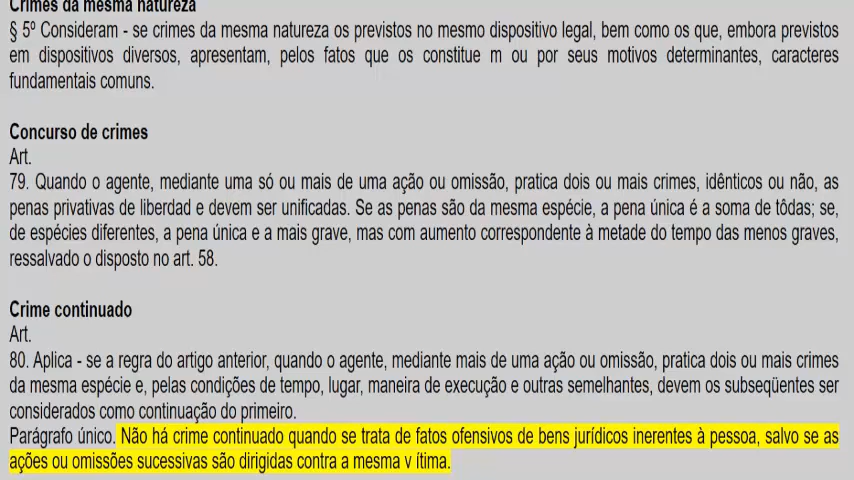 Crimes da mesma natureza
§ 5º Consideram - se crimes da mesma natureza os previstos no mesmo dispositivo legal, bem como os que, embora previstos
em dispositivos diversos, apresentam, pelos fatos que os constitue m ou por seus motivos determinantes, caracteres
fundamentais comuns.
Concurso de crimes
Art.
79. Quando o agente, mediante uma só ou mais de uma ação ou omissão, pratica dois ou mais crimes, idênticos ou não, as
penas privativas de liberdad e devem ser unificadas. Se as penas são da mesma espécie, a pena única é a soma de tôdas; se,
de espécies diferentes, a pena única e a mais grave, mas com aumento correspondente à metade do tempo das menos graves,
ressalvado o disposto no art. 58.
Crime continuado
Art.
80. Aplica - se a regra do artigo anterior, quando o agente, mediante mais de uma ação ou omissão, pratica dois ou mais crimes
da mesma espécie e, pelas condições de tempo, lugar, maneira de execução e outras semelhantes, devem os subseqüentes ser
considerados como continuação do primeiro.
Parágrafo único. Não há crime continuado quando se trata de fatos ofensivos de bens jurídicos inerentes à pessoa, salvo se as
ações ou omissões sucessivas são dirigidas contra a mesma v ítima.